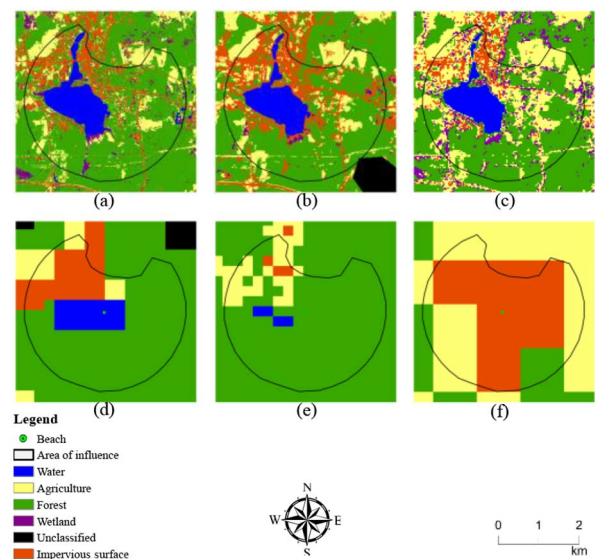 (a) (b) (c)
(d) (e) (f)
Legend
Beach
Area of influence
Water
Agriculture
Forest
Wetland
Unclassified
Impervious surface
N
W E
S
0 1 2
km